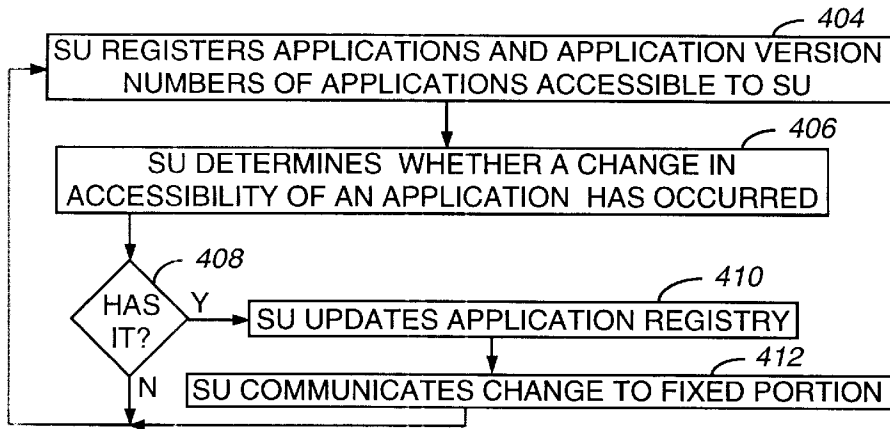 404
SU REGISTERS APPLICATIONS AND APPLICATION VERSION
NUMBERS OF APPLICATIONS ACCESSIBLE TO SU
406
SU DETERMINES WHETHER A CHANGE IN
ACCESSIBILITY OF AN APPLICATION HAS OCCURRED
408
HAS
IT?
Y
410
SU UPDATES APPLICATION REGISTRY
412
N
SU COMMUNICATES CHANGE TO FIXED PORTION